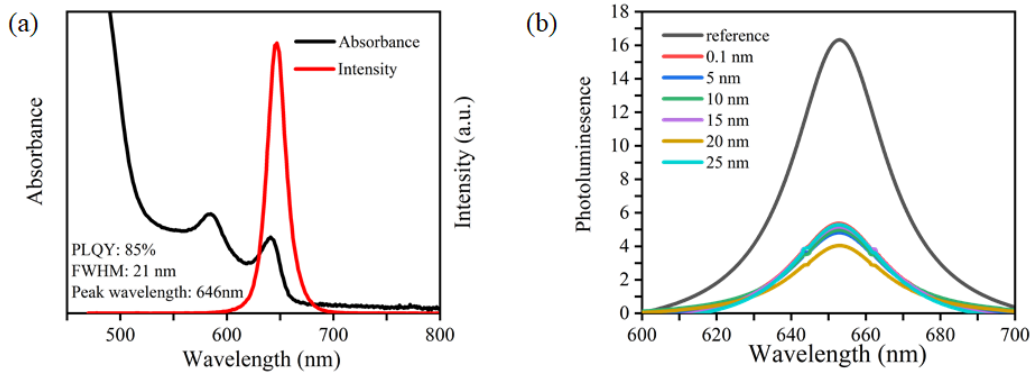 (a)
Absorbance
Absorbance
Intensity
PLQY: 85%
FWHM: 21 nm
Peak wavelength: 646nm
500
600
700
800
Wavelength (nm)
Intensity (a.u.)
(b)
Photoluminesence
18
16
14
12
10
8
6
4
2
0
reference
0.1 nm
5 nm
10 nm
15 nm
20 nm
25 nm
600
620
640
660
680
700
Wavelength (nm)